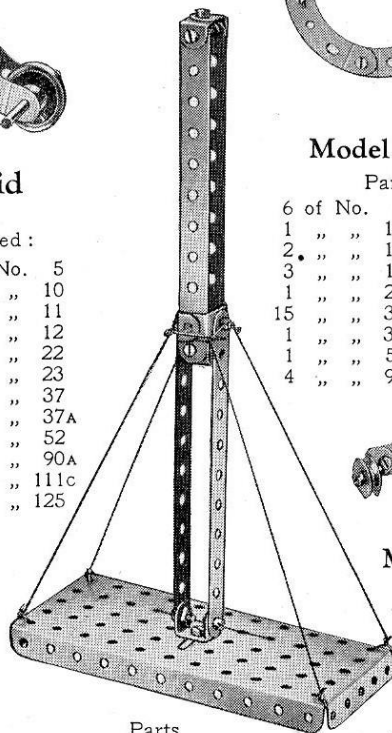 id
ed :
No. 5
„ 10
„ 11
„ 12
„ 22
„ 23
„ 37
„ 37A
„ 52
„ 90A
„ 111c
„ 125
Model
Pa
6 of No.
1 „ „ 1
2 „ „ 1
3 „ „ 1
1 „ „ 2
15 „ „ 3
1 „ „ 3
1 „ „ 5
4 „ „ 9
M
Parts